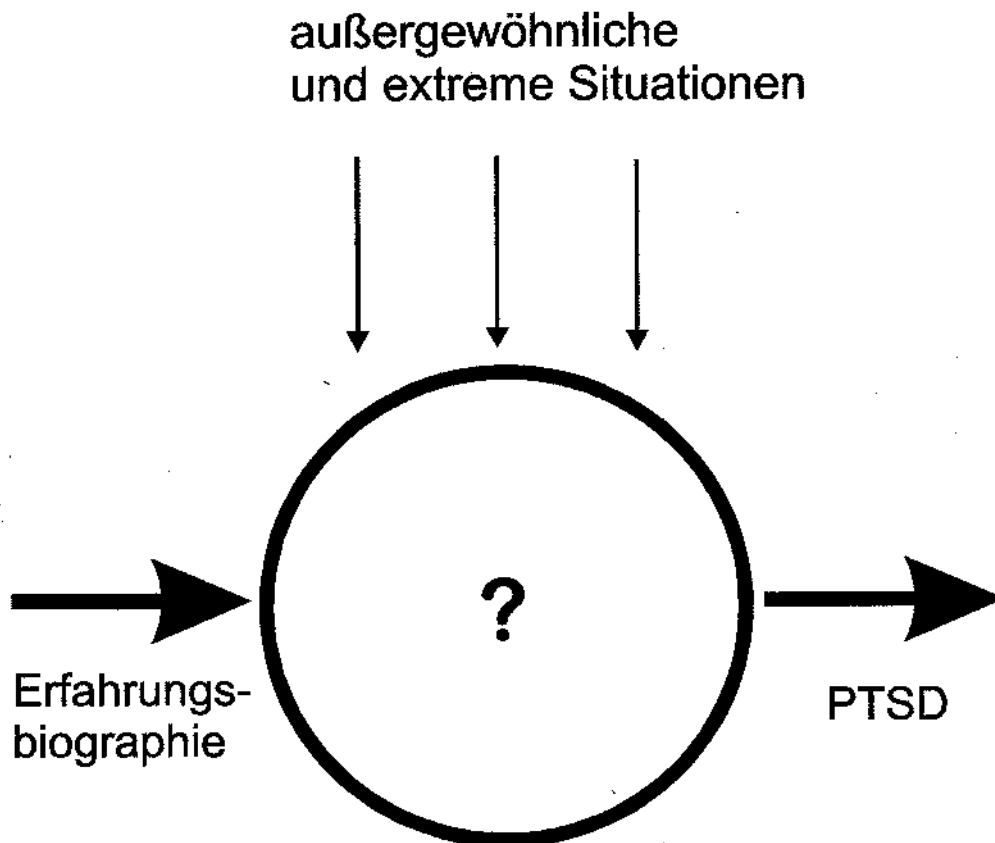 außergewöhnliche
und extreme Situationen
?
Erfahrungs-
biographie
PTSD